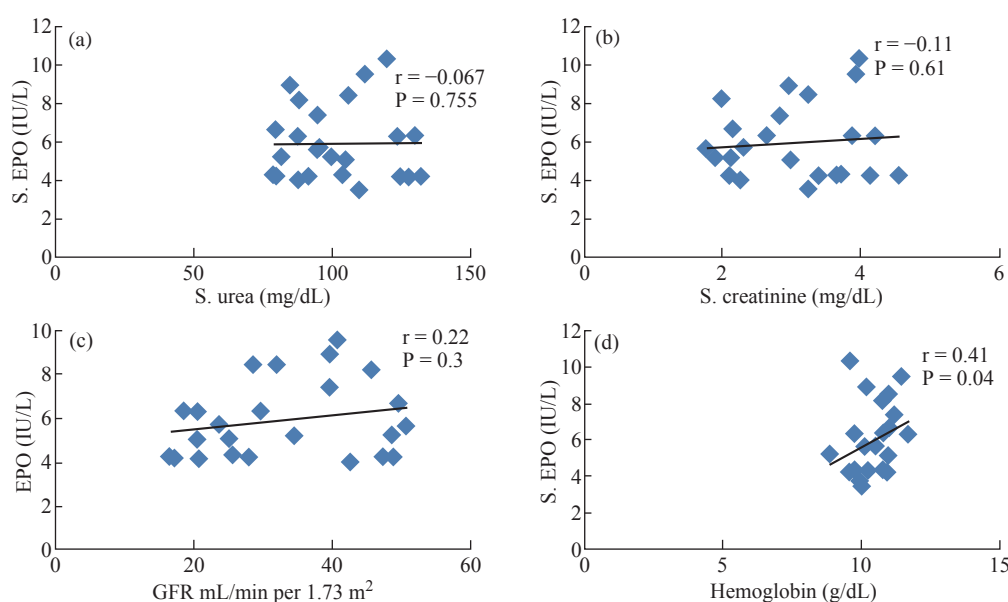 (a)
r = −0.067
P = 0.755
S. EPO (IU/L)
12
10
8
6
4
2
0
0 50 100 150
S. urea (mg/dL)
(b)
r = −0.11
P = 0.61
S. EPO (IU/L)
12
10
8
6
4
2
0
0 2 4 6
S. creatinine (mg/dL)
(c)
r = 0.22
P = 0.3
EPO (IU/L)
10
8
6
4
2
0
0 20 40 60
GFR mL/min per 1.73 m²
(d)
r = 0.41
P = 0.04
S. EPO (IU/L)
12
10
8
6
4
2
0
0 5 10 15
Hemoglobin (g/dL)